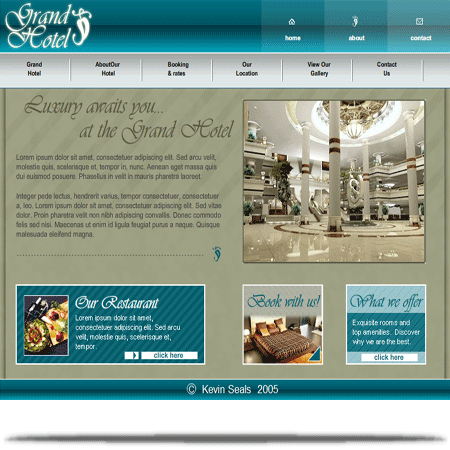 Grand
Hotel
home
about
contact
Grand
Hotel
AboutOur
Hotel
Booking
& rates
Our
Location
View Our
Gallery
Contact
Us
Luxury awaits you...
at the Grand Hotel
Lorem ipsum dolor sit amet, consectetuer adipiscing elit. Sed arcu velit,
molestie quis, scelerisque et, tempor in, nunc. Aenean eget massa quis quis
dui euismod posuere. Phasellus in velit in mauris pharetra laoreet.
Integer pede lectus, hendrerit varius, tempor consectetuer, consectetuer
a, leo. Lorem ipsum dolor sit amet, consectetuer adipiscing elit. Sed vitae
dolor. Proin pharetra velit non nibh adipiscing convallis. Donec commodo
felis sed nisi. Maecenas ut enim id ligula feugiat purus a neque. Quisque
malesuada eleifend magna.
Our Restaurant
Lorem ipsum dolor sit amet,
consectetuer adipiscing elit. Sed arcu
velit, molestie quis, scelerisque et,
tempor.
click here
Book with us!
What we offer
Exquisite rooms and
top amenities. Discover
why we are the best.
click here
© Kevin Seals 2005